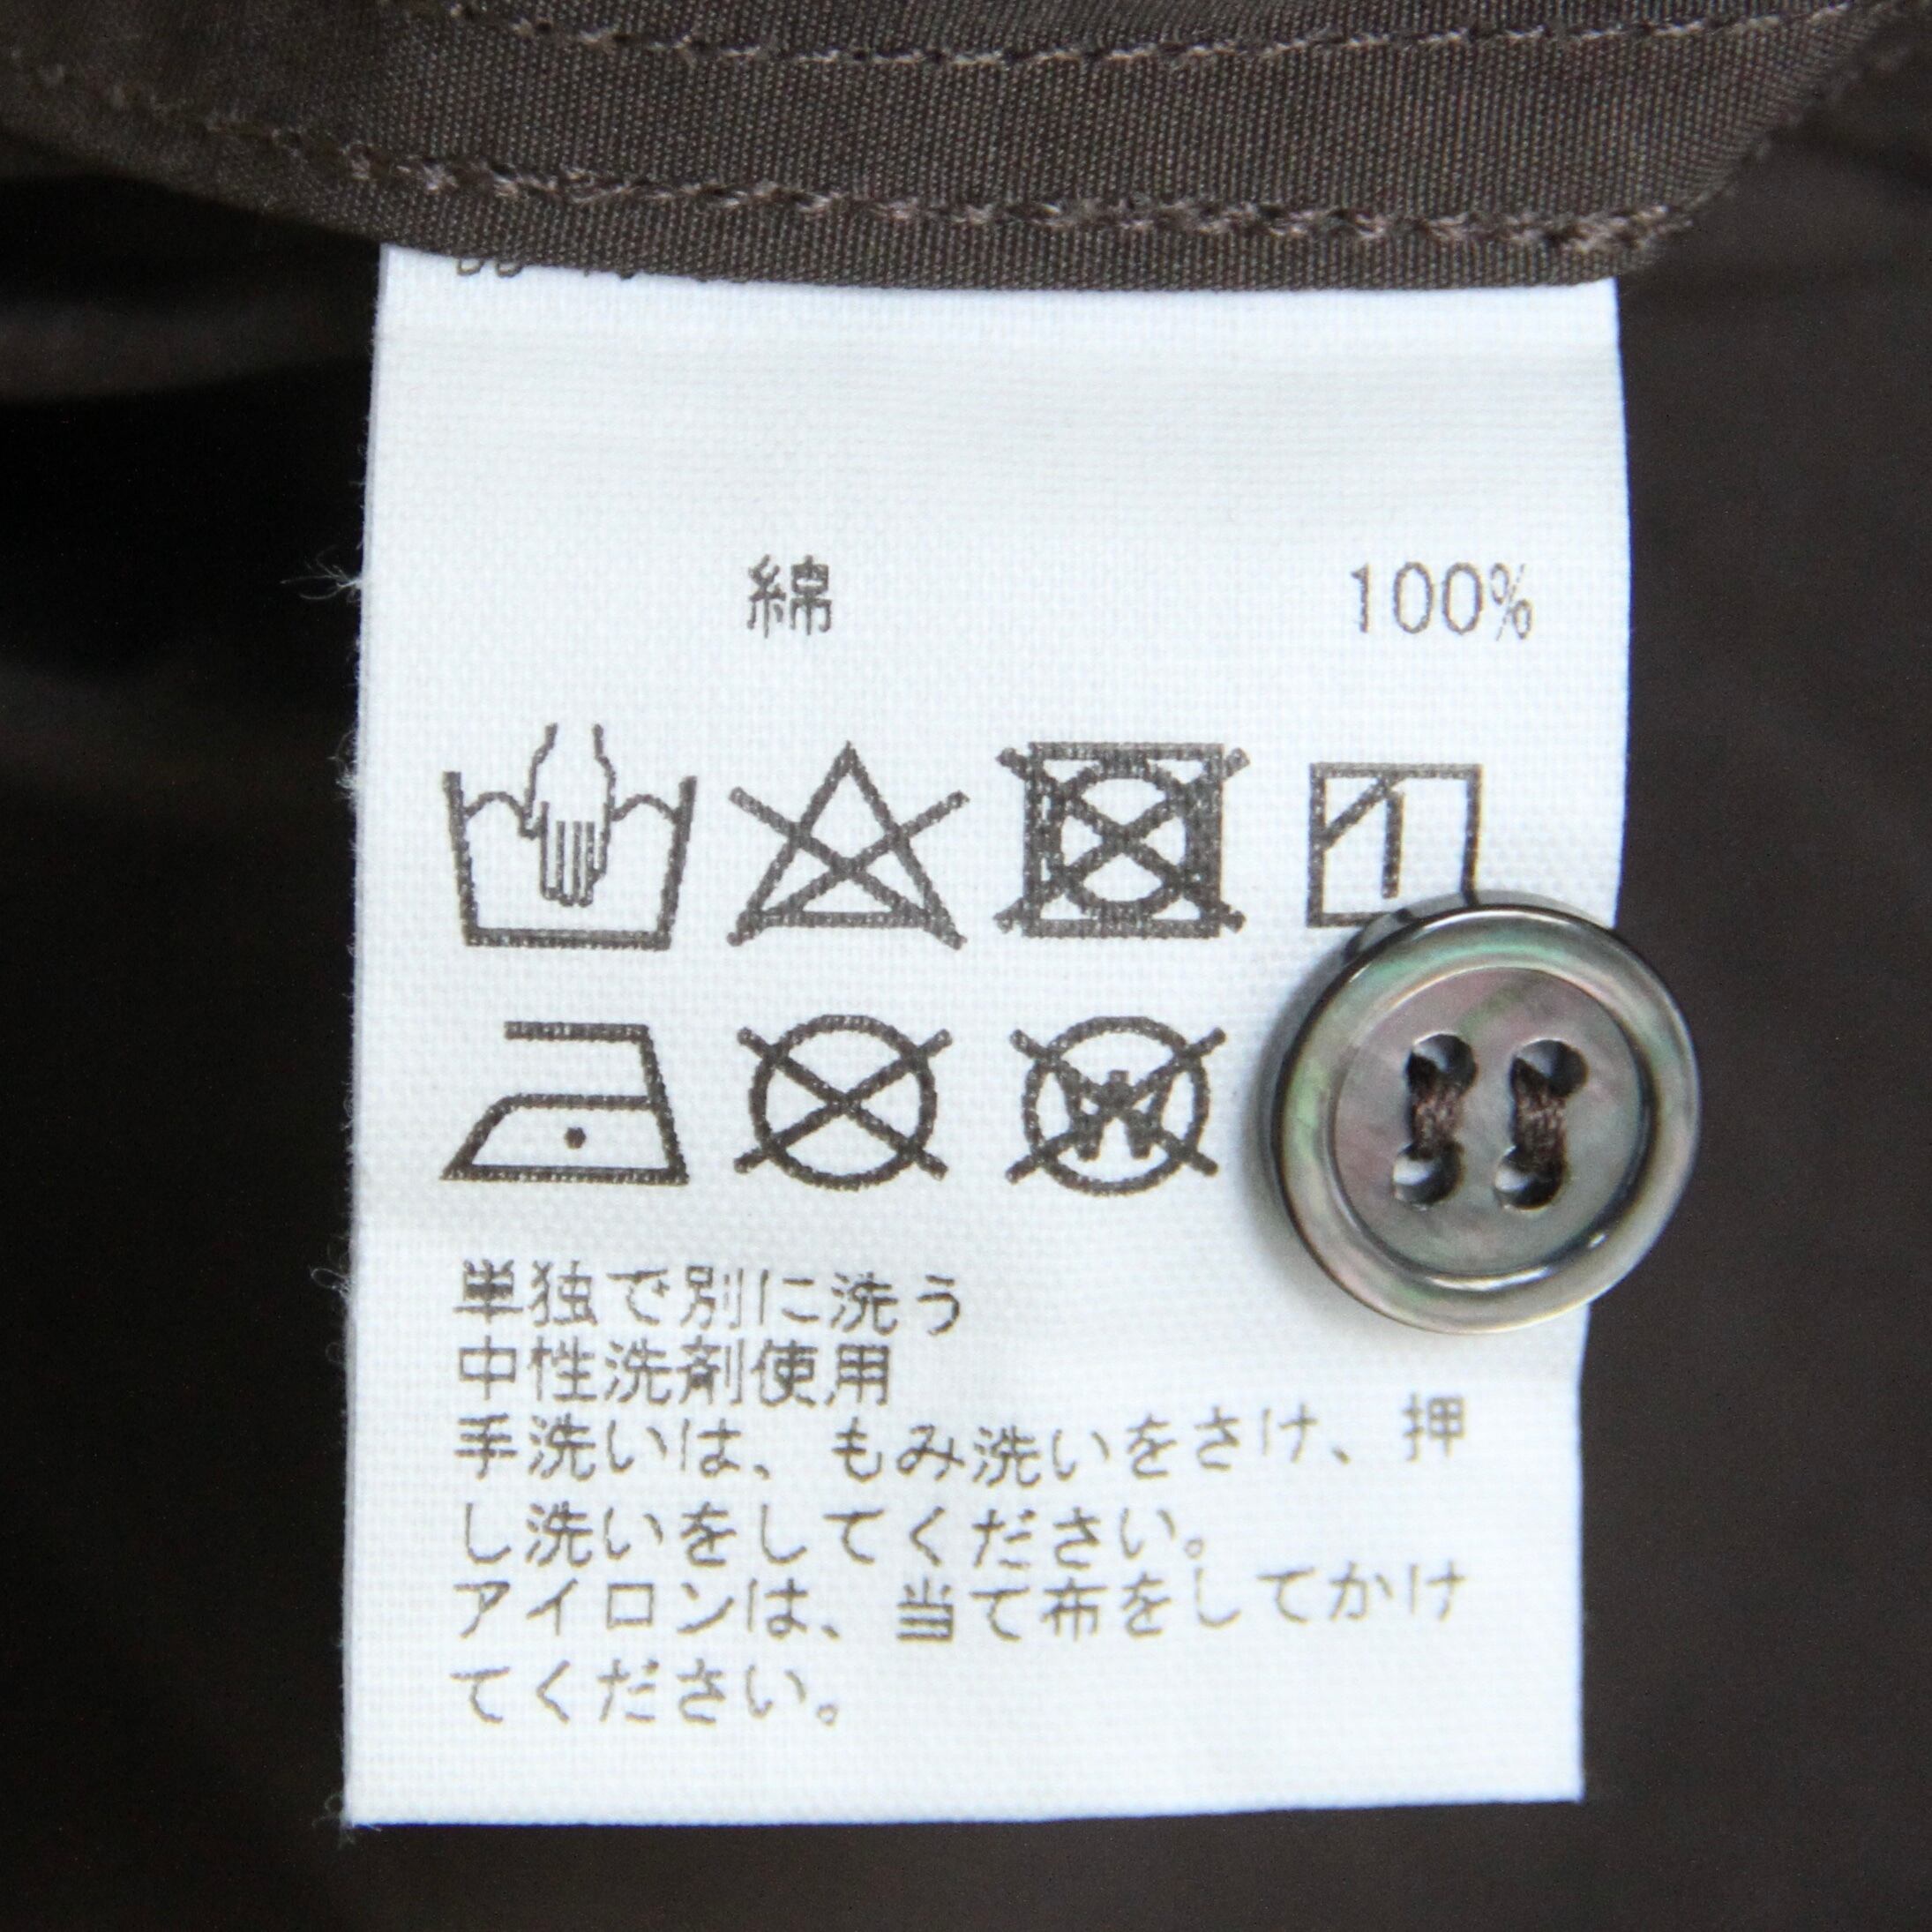 綿 100%
W
単独で別に洗う
中性洗剤使用
手洗いは、もみ洗いをさけ、押
し洗いをしてください。
アイロンは、当て布をしてかけ
てください。